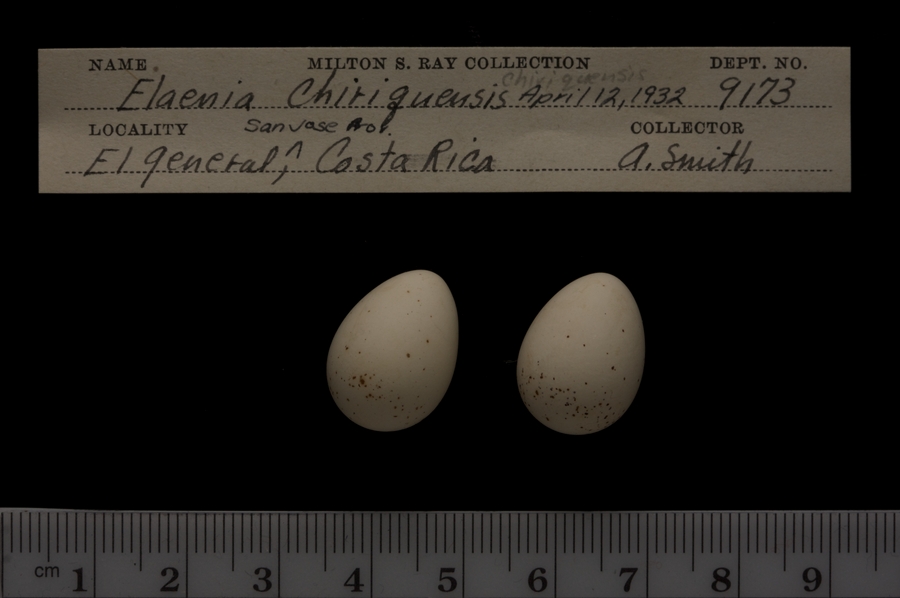 NAME. MILTON S. RAY COLLECTION DEPT. NO.
chiriquensis
Elaenia Chiriquensis April 12, 1932 9173
LOCALITY San Jose Prov. COLLECTOR
El general, ^ Costa Rica A. Smith
cm 1 2 3 4 5 6 7 8 9